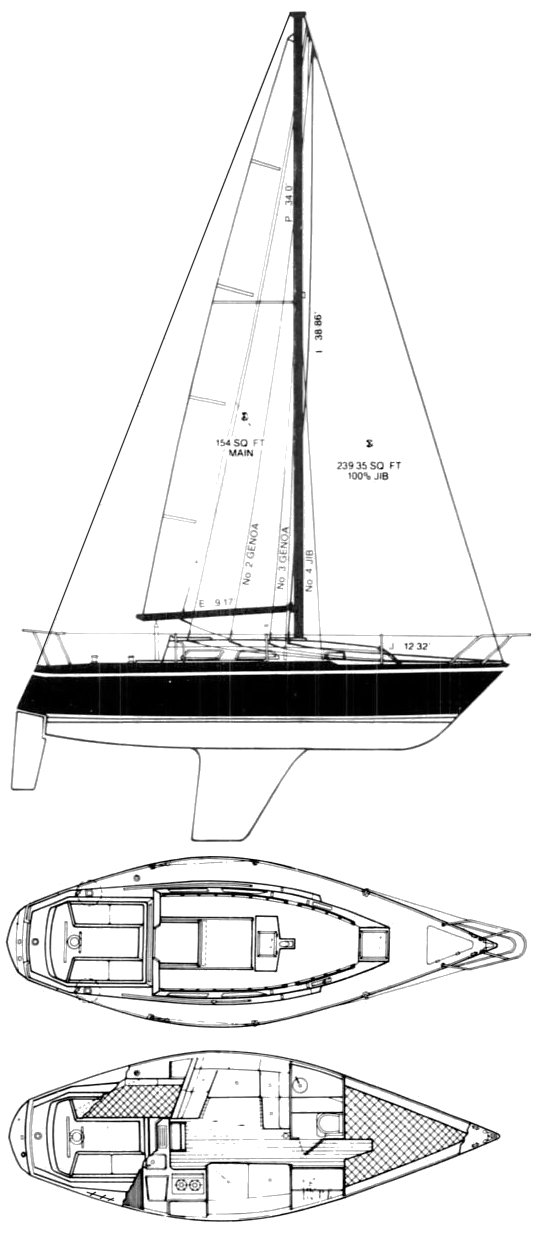 P 34 0'
I 38 86'
154 SQ FT
MAIN
239 35 SQ FT
100% JIB
No 2 GENOA
No 3 GENOA
No 4 JIB
E 9 17'
J 12 32'